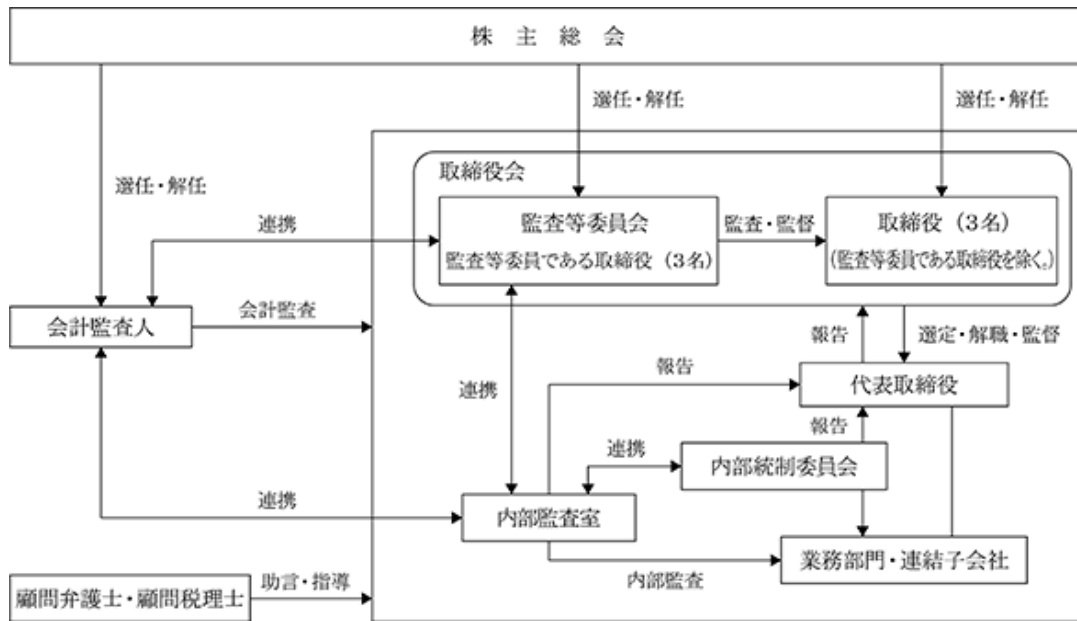 株主総会
選任・解任
選任・解任
選任・解任
取締役会
監査等委員会
監査等委員である取締役（3名）
監査・監督
取締役（3名）
（監査等委員である取締役を除く。）
連携
会計監査人
会計監査
報告
選定・解職・監督
連携
報告
代表取締役
報告
連携
内部統制委員会
連携
内部監査室
内部監査
業務部門・連結子会社
顧問弁護士・顧問税理士
助言・指導